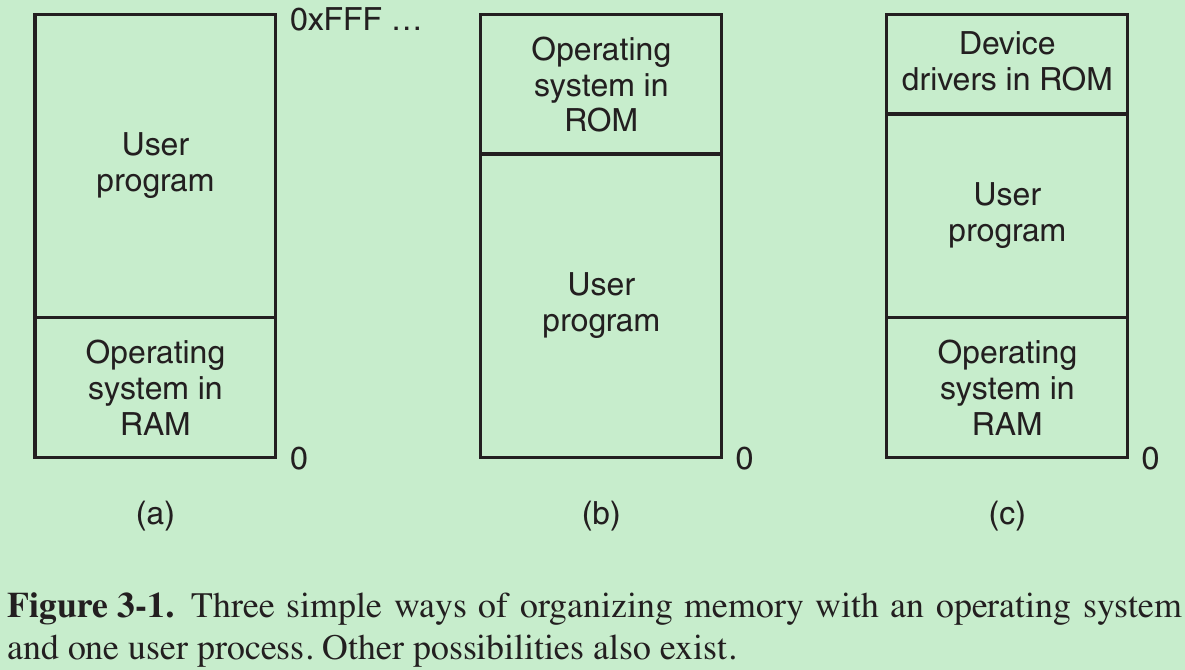 0xFFF …
User
program
Operating
system in
RAM
0
(a)
Operating
system in
ROM
User
program
0
(b)
Device
drivers in ROM
User
program
Operating
system in
RAM
0
(c)
Figure 3-1. Three simple ways of organizing memory with an operating system
and one user process. Other possibilities also exist.